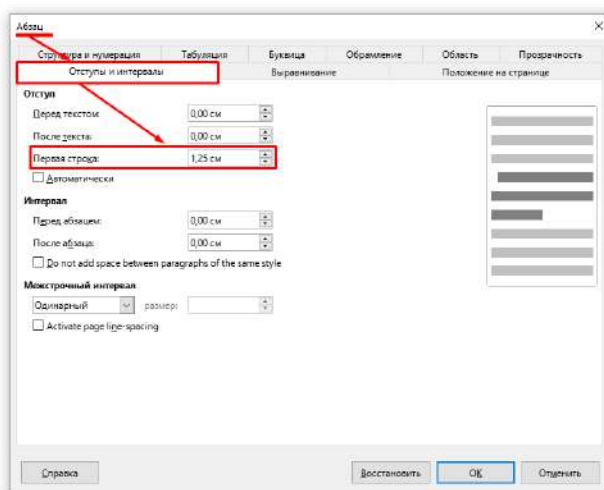 Абзац
Структура и нумерация Табуляция Буквица Обрамление Область Прозрачность
Отступы и интервалы Выравнивание Положение на странице
Отступ
Перед текстом: 0,00 см
После текста: 0,00 см
Первая строка: 1,25 см
Автоматически
Интервал
Перед абзацем: 0,00 см
После абзаца: 0,00 см
Do not add space between paragraphs of the same style
Межстрочный интервал
Одинарный размер:
Activate page line-spacing
Справка Восстановить ОК Отменить